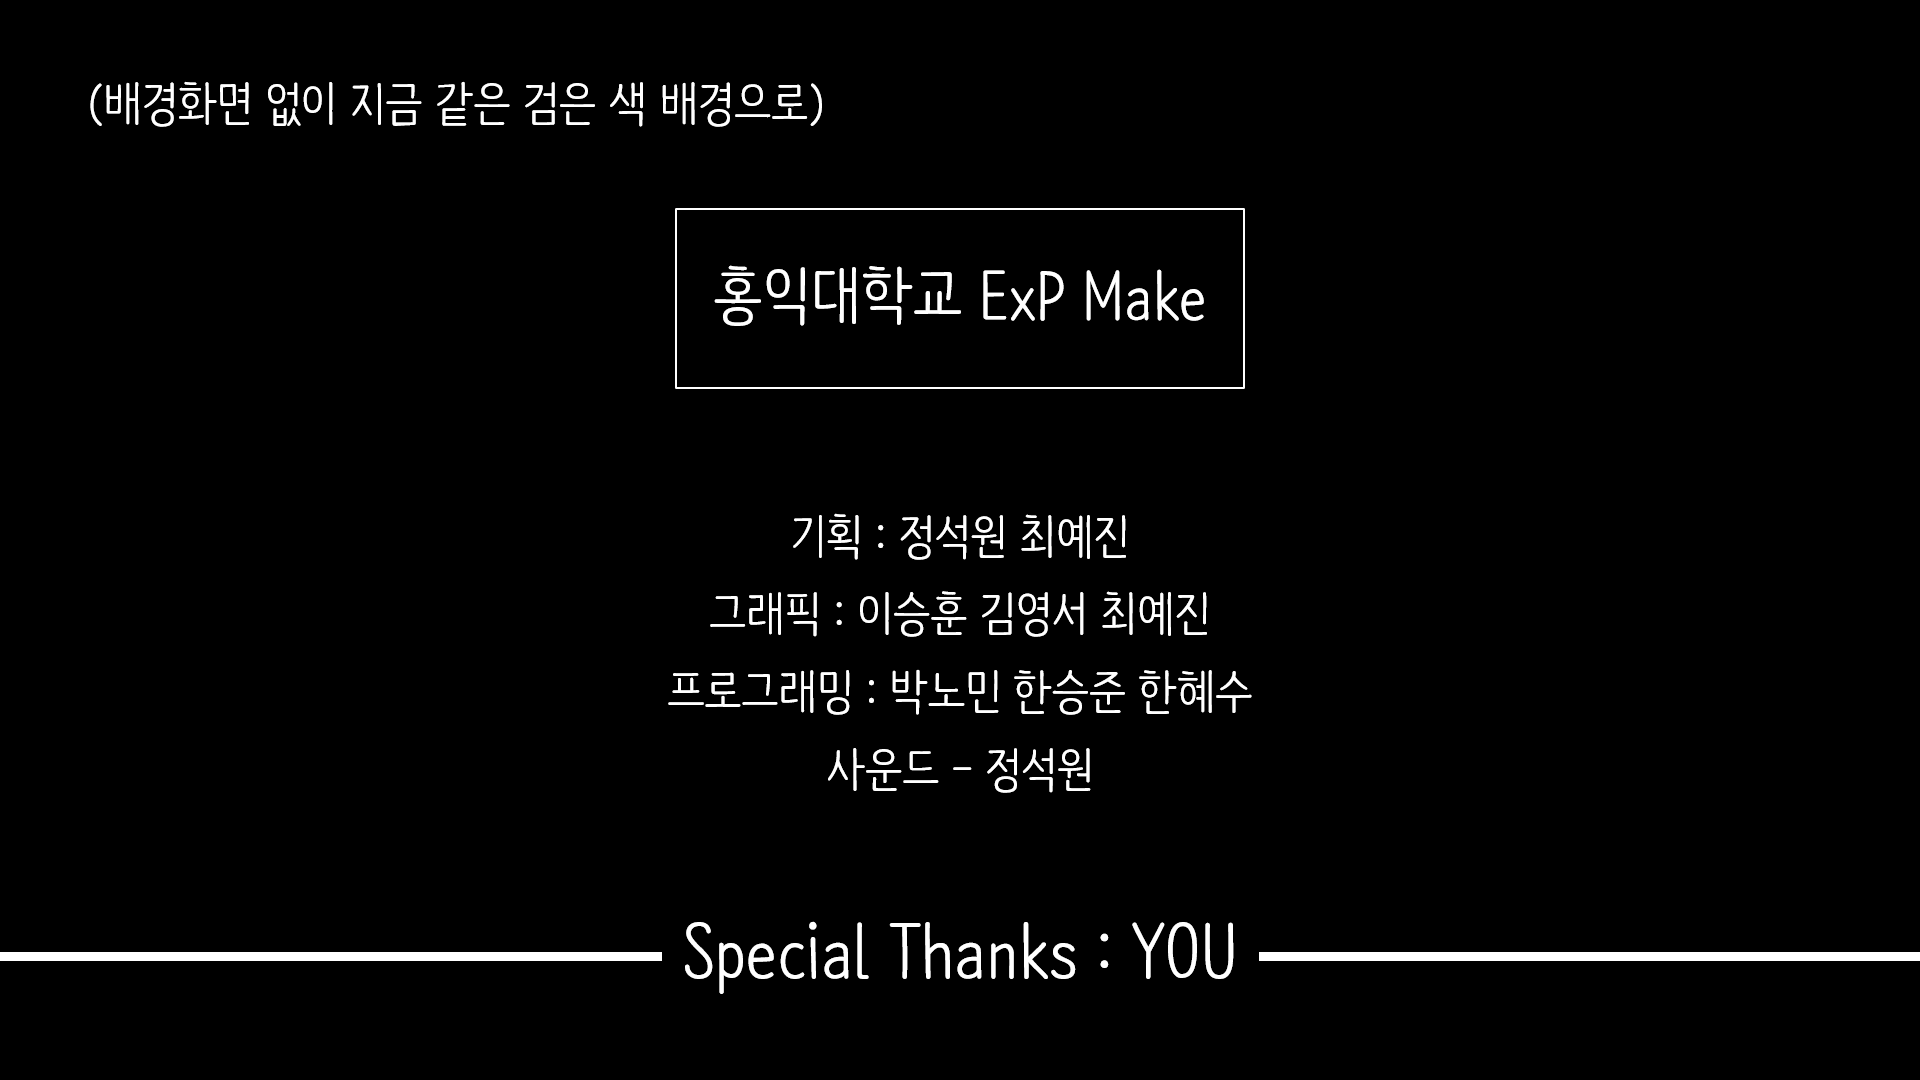 (배경화면 없이 지금 같은 검은 색 배경으로)
홍익대학교 ExP Make
기획 : 정석원 최예진
그래픽 : 이승훈 김영서 최예진
프로그래밍 : 박노민 한승준 한혜수
사운드 - 정석원
Special Thanks : YOU